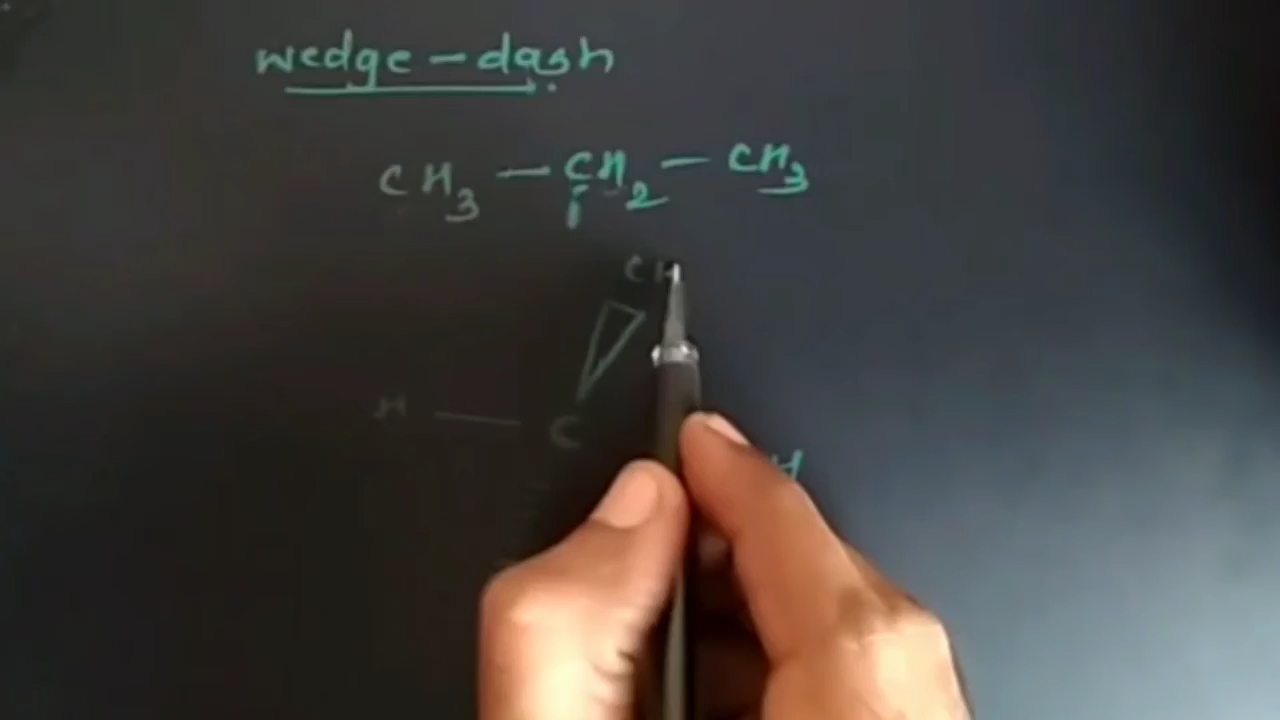 wedge-dash
CH3 - CH2 - CH3
CH
H — C
H